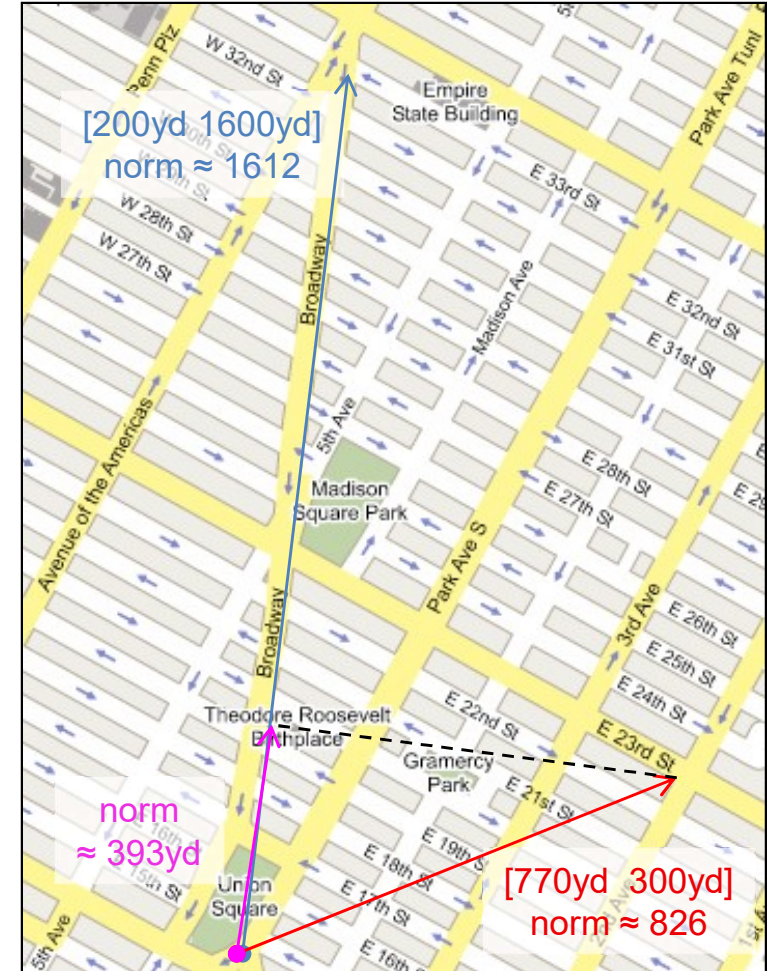 Penn Plz
W 32nd St
Empire
State Building
Park Ave Tunl
[200yd 1600yd]
norm ≈ 1612
W 28th St
W 27th St
E 33rd St
Broadway
Madison Ave
E 32nd St
E 31st St
5th Ave
Avenue of the Americas
Madison
Square Park
E 28th St
E 27th St
Park Ave S
3rd Ave
E 26th St
E 25th St
E 24th St
E 23rd St
Broadway
Theodore Roosevelt
Birthplace
E 22nd St
Gramercy
Park
E 21st St
norm
≈ 393yd
E 19th S
E 18th St
E 17th St
E 16th
15th St
Union
Square
5th Ave
[770yd 300yd]
norm ≈ 826